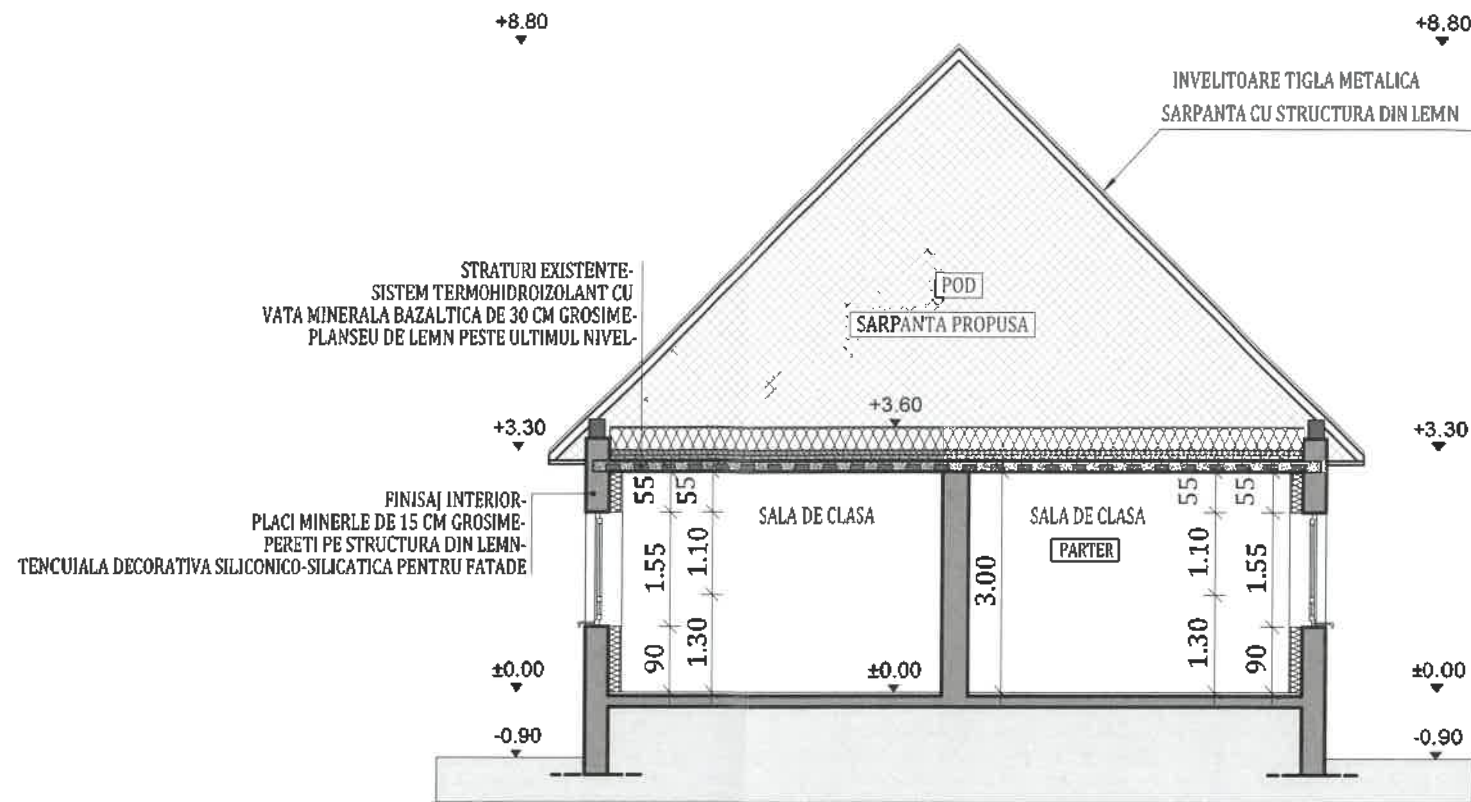 +8.80
+8.80
INVELITOARE TIGLA METALICA
SARPANTA CU STRUCTURA DIN LEMN
STRATURI EXISTENTE-
SISTEM TERMOHIDROIZOLANT CU
VATA MINERALA BAZALTICA DE 30 CM GROSIME-
PLANSEU DE LEMN PESTE ULTIMUL NIVEL-
POD
SARPANTA PROPUSA
+3.60
+3.30
+3.30
FINISAJ INTERIOR-
PLACI MINERLE DE 15 CM GROSIME-
PERETI PE STRUCTURA DIN LEMN-
TENCUIALA DECORATIVA SILICONICO-SILICATICA PENTRU FATADE
55
55
SALA DE CLASA
SALA DE CLASA
PARTER
55
55
1.55
1.10
3.00
1.10
1.55
90
1.30
1.30
90
±0.00
±0.00
±0.00
-0.90
-0.90